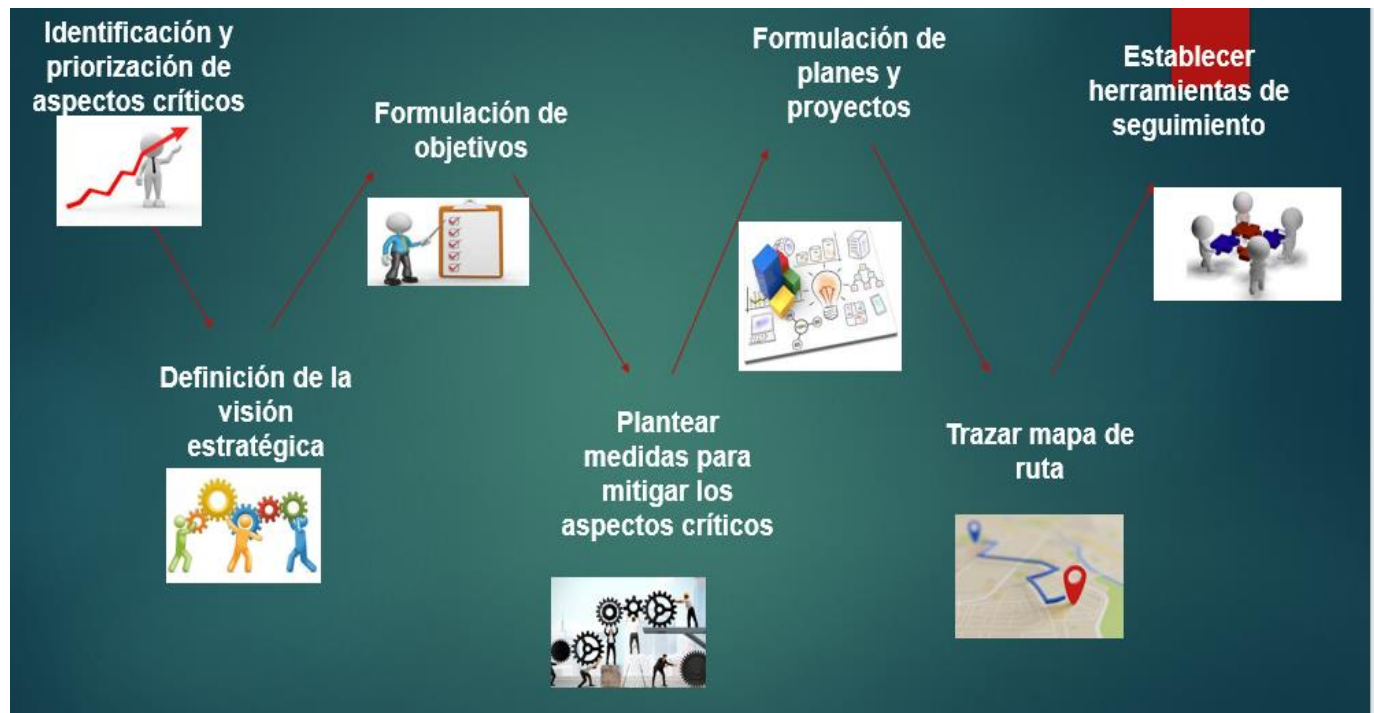 Identificación y
priorización de
aspectos críticos
Definición de la
visión
estratégica
Formulación de
objetivos
Plantear
medidas para
mitigar los
aspectos críticos
Formulación de
planes y
proyectos
Trazar mapa de
ruta
Establecer
herramientas de
seguimiento